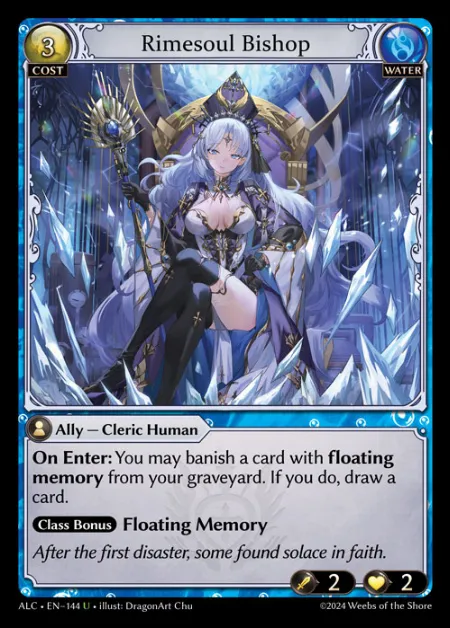 3
COST
Rimesoul Bishop
WATER
Ally — Cleric Human
On Enter: You may banish a card with floating
memory from your graveyard. If you do, draw a
card.
Class Bonus Floating Memory
After the first disaster, some found solace in faith.
2
2
ALC • EN–144 U • illust: DragonArt Chu
©2024 Weebs of the Shore